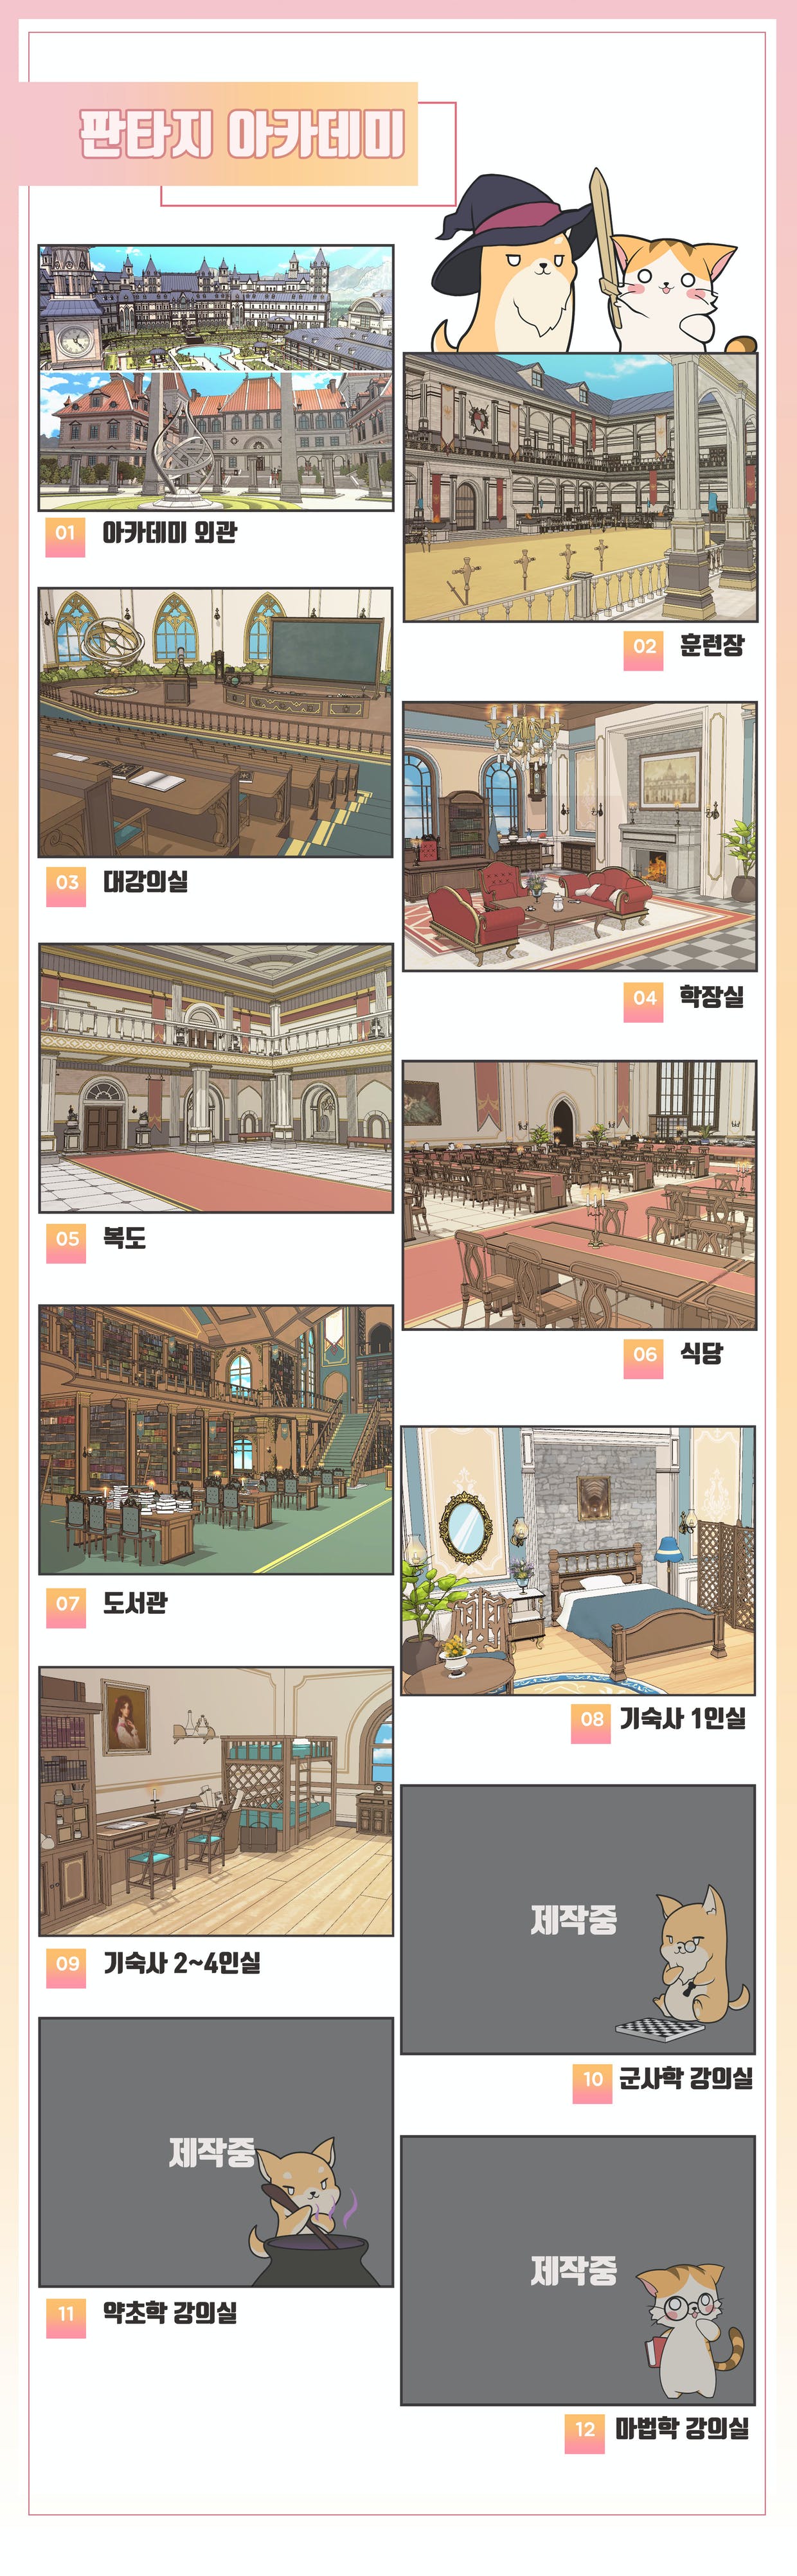 판타지 아카데미
01 아카데미 외관
02 훈련장
03 대강의실
04 학장실
05 복도
06 식당
07 도서관
08 기숙사 1인실
09 기숙사 2~4인실
제작중
10 군사학 강의실
제작중
11 약초학 강의실
제작중
12 마법학 강의실